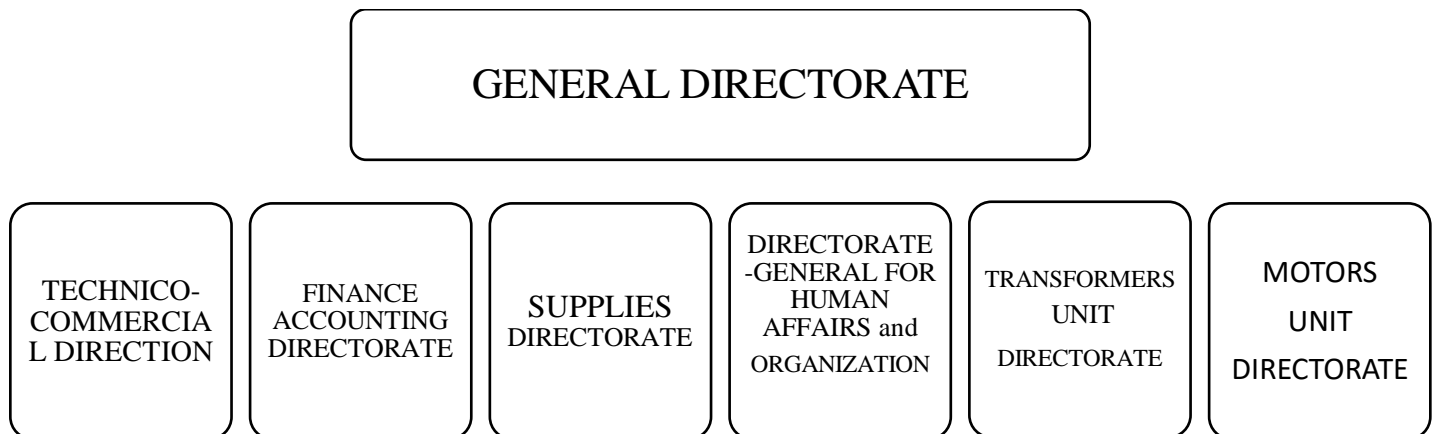 GENERAL DIRECTORATE
TECHNICO-
COMMERCIA
L DIRECTION
FINANCE
ACCOUNTING
DIRECTORATE
SUPPLIES
DIRECTORATE
DIRECTORATE
-GENERAL FOR
HUMAN
AFFAIRS and
ORGANIZATION
TRANSFORMERS
UNIT
DIRECTORATE
MOTORS
UNIT
DIRECTORATE